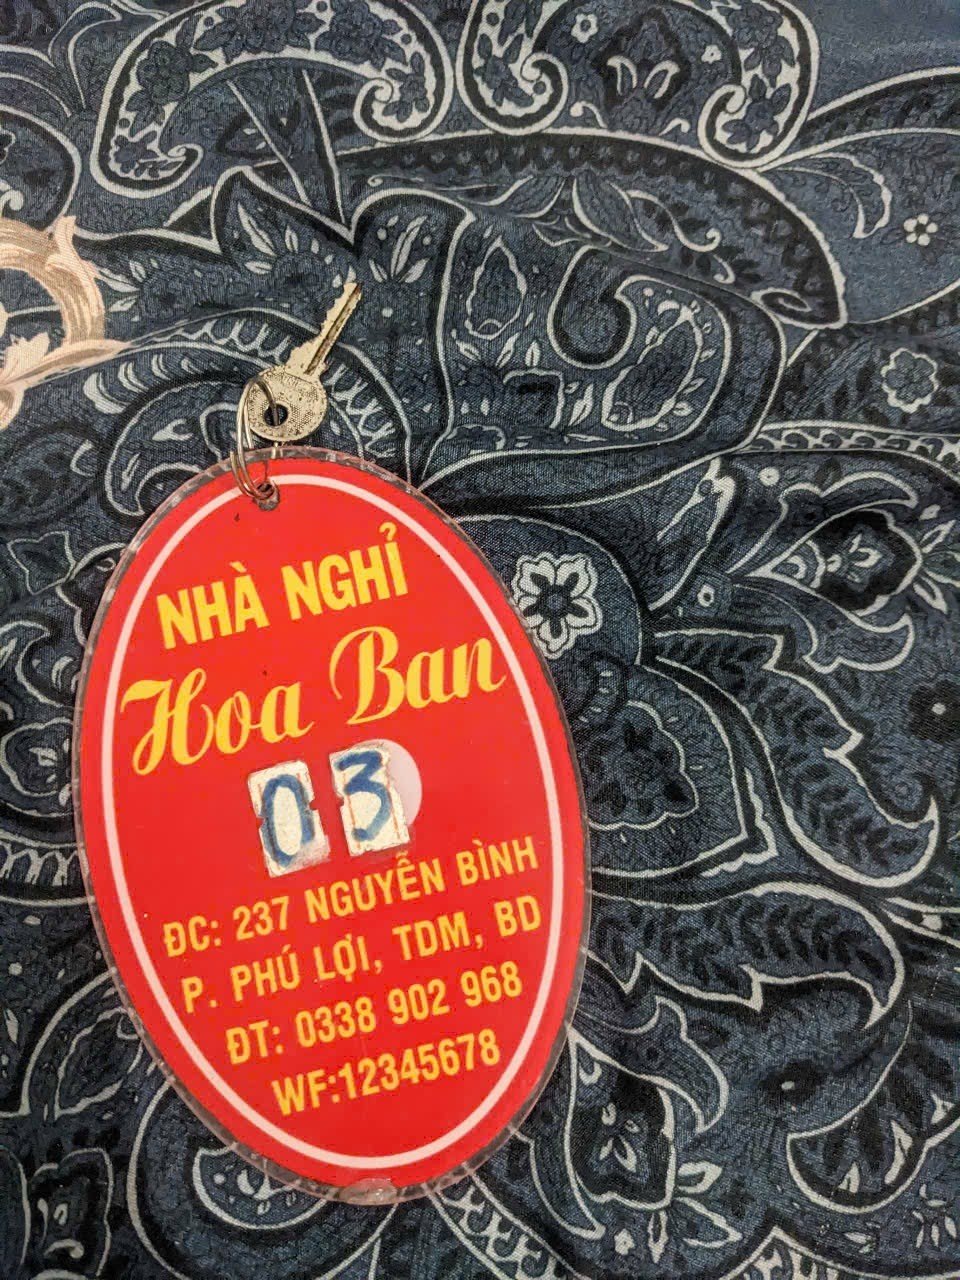 NHÀ NGHỈ
Hoa Ban
03
ĐC: 237 NGUYỄN BÌNH
P. PHÚ LỢI, TDM, BD
ĐT: 0338 902 968
WF:12345678